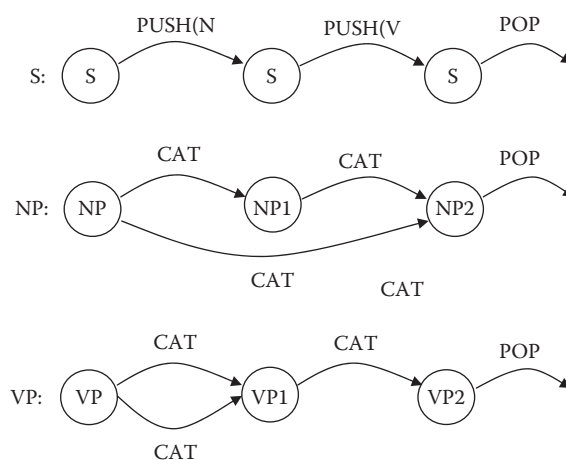 PUSH(N PUSH(V POP
S: S S S
CAT CAT POP
NP: NP NP1 NP2
CAT CAT
CAT CAT POP
VP: VP VP1 VP2
CAT